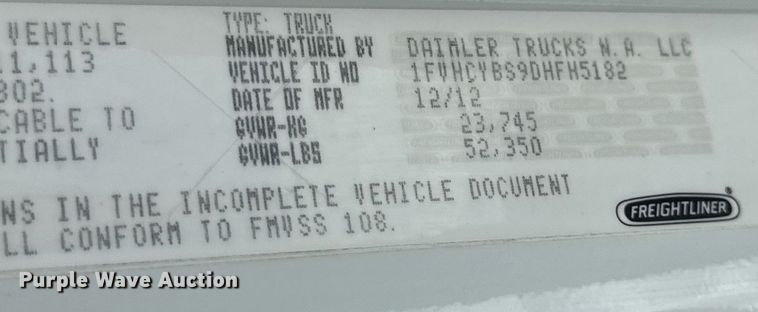 VEHICLE
1,113
302.
CABLE TO
TIALLY
TYPE: TRUCK
MANUFACTURED BY DAIMLER TRUCKS N.A. LLC
VEHICLE ID NO 1FVHCYBS9DHFH5182
DATE OF MFR 12/12
GVWR-KG 23,745
GVWR-LBS 52,350
NS IN THE INCOMPLETE VEHICLE DOCUMENT
LL CONFORM TO FMVSS 108.
FREIGHTLINER
Purple Wave Auction